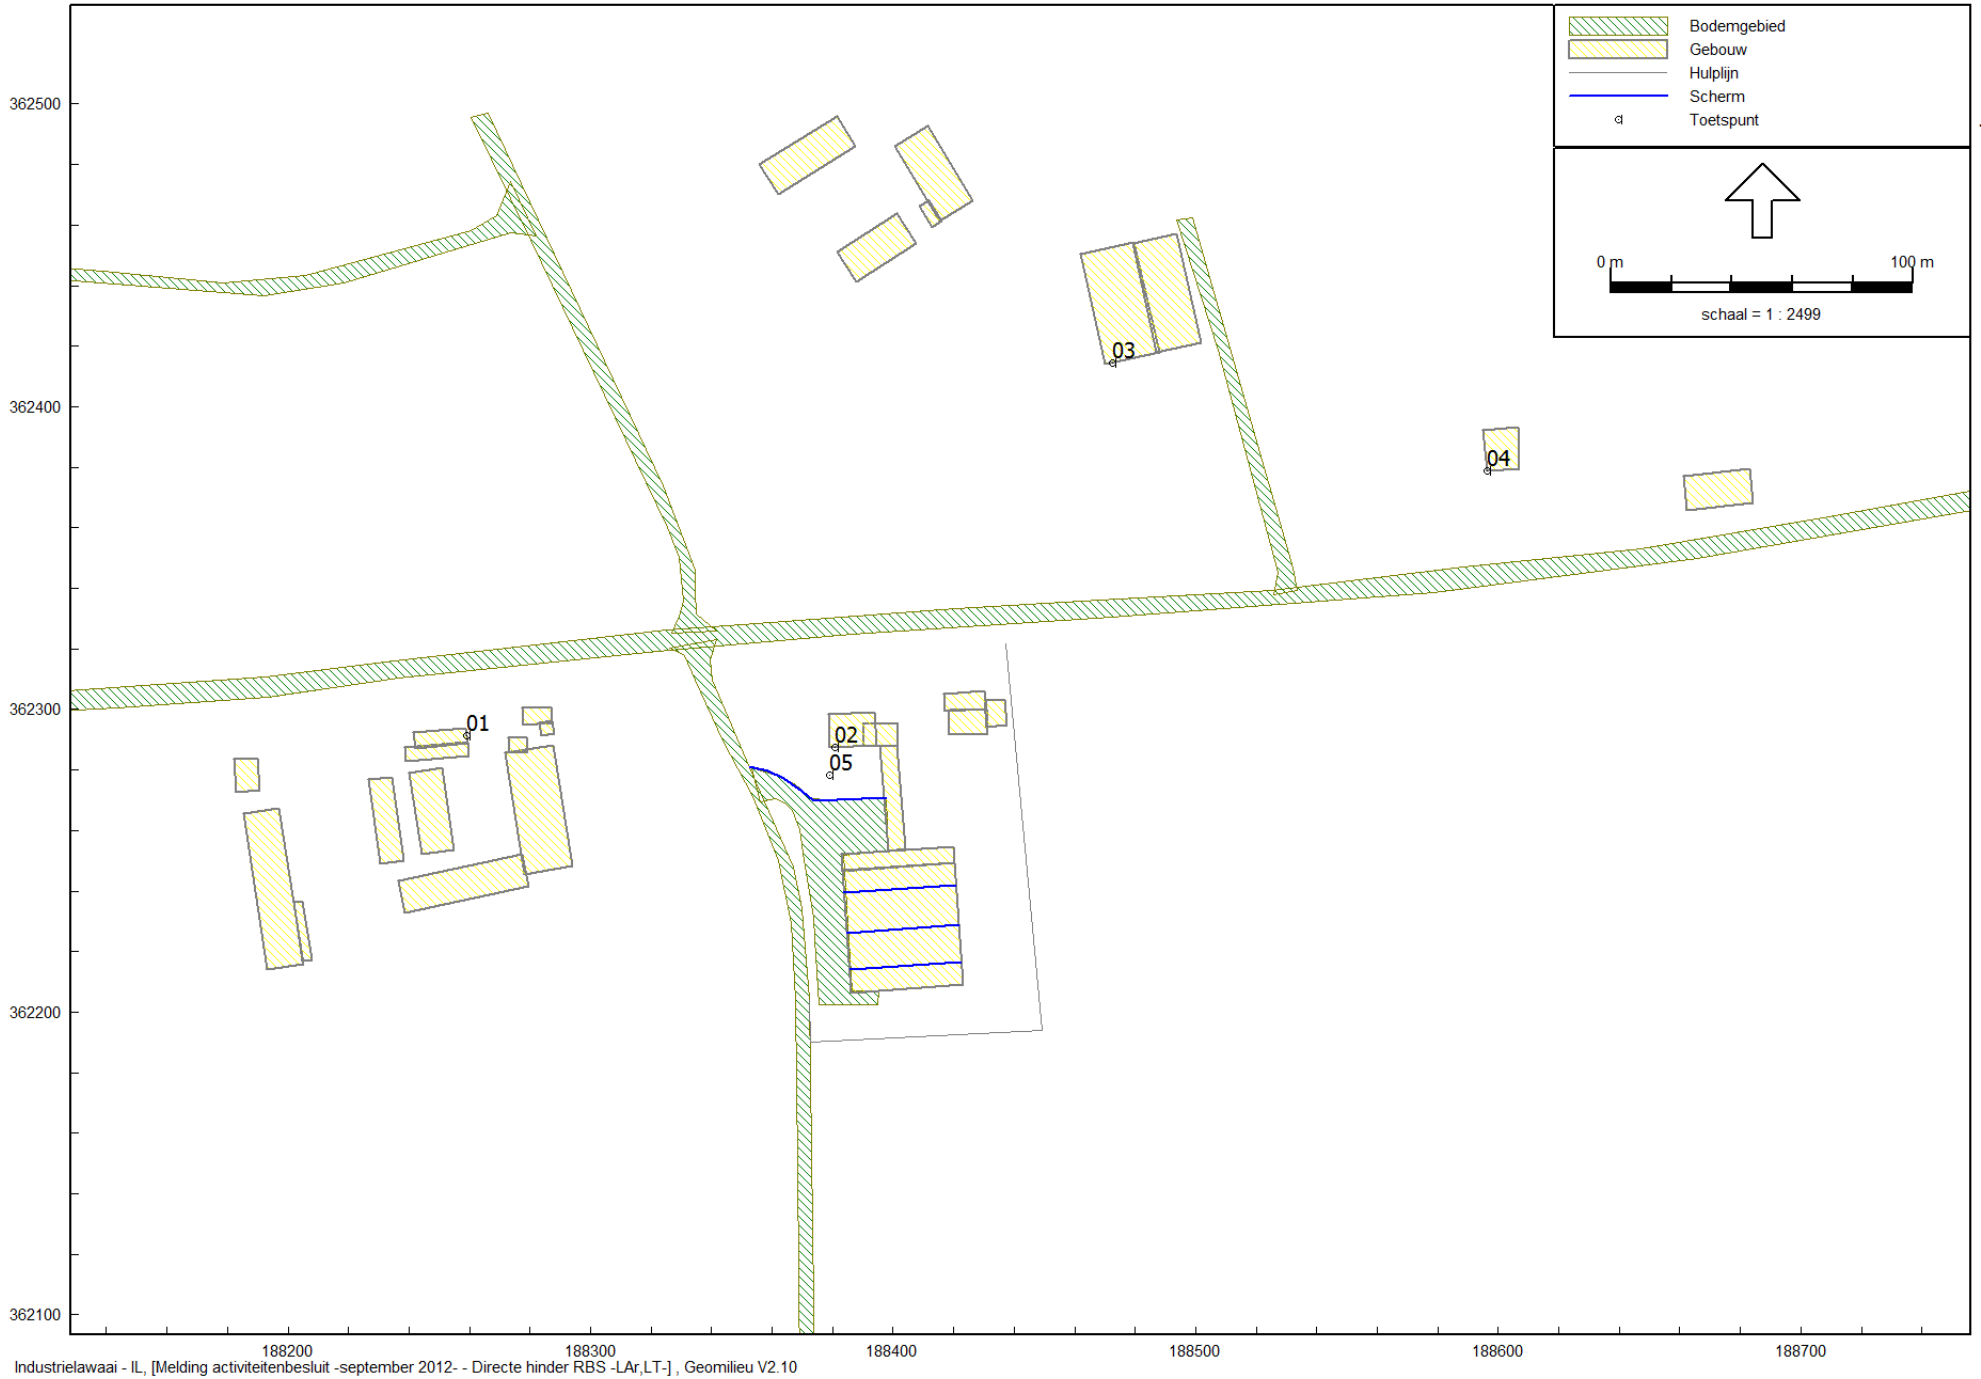 Bodemgebied
Gebouw
Hulplijn
Scherm
Toetspunt
0 m 100 m
schaal = 1 : 2499
362500
362400
362300
362200
362100
03
04
01
02
05
188200 188300 188400 188500 188600 188700
Industrielawaai - IL, [Melding activiteitenbesluit -september 2012- - Directe hinder RBS -LAr,LT-] , Geomilieu V2.10